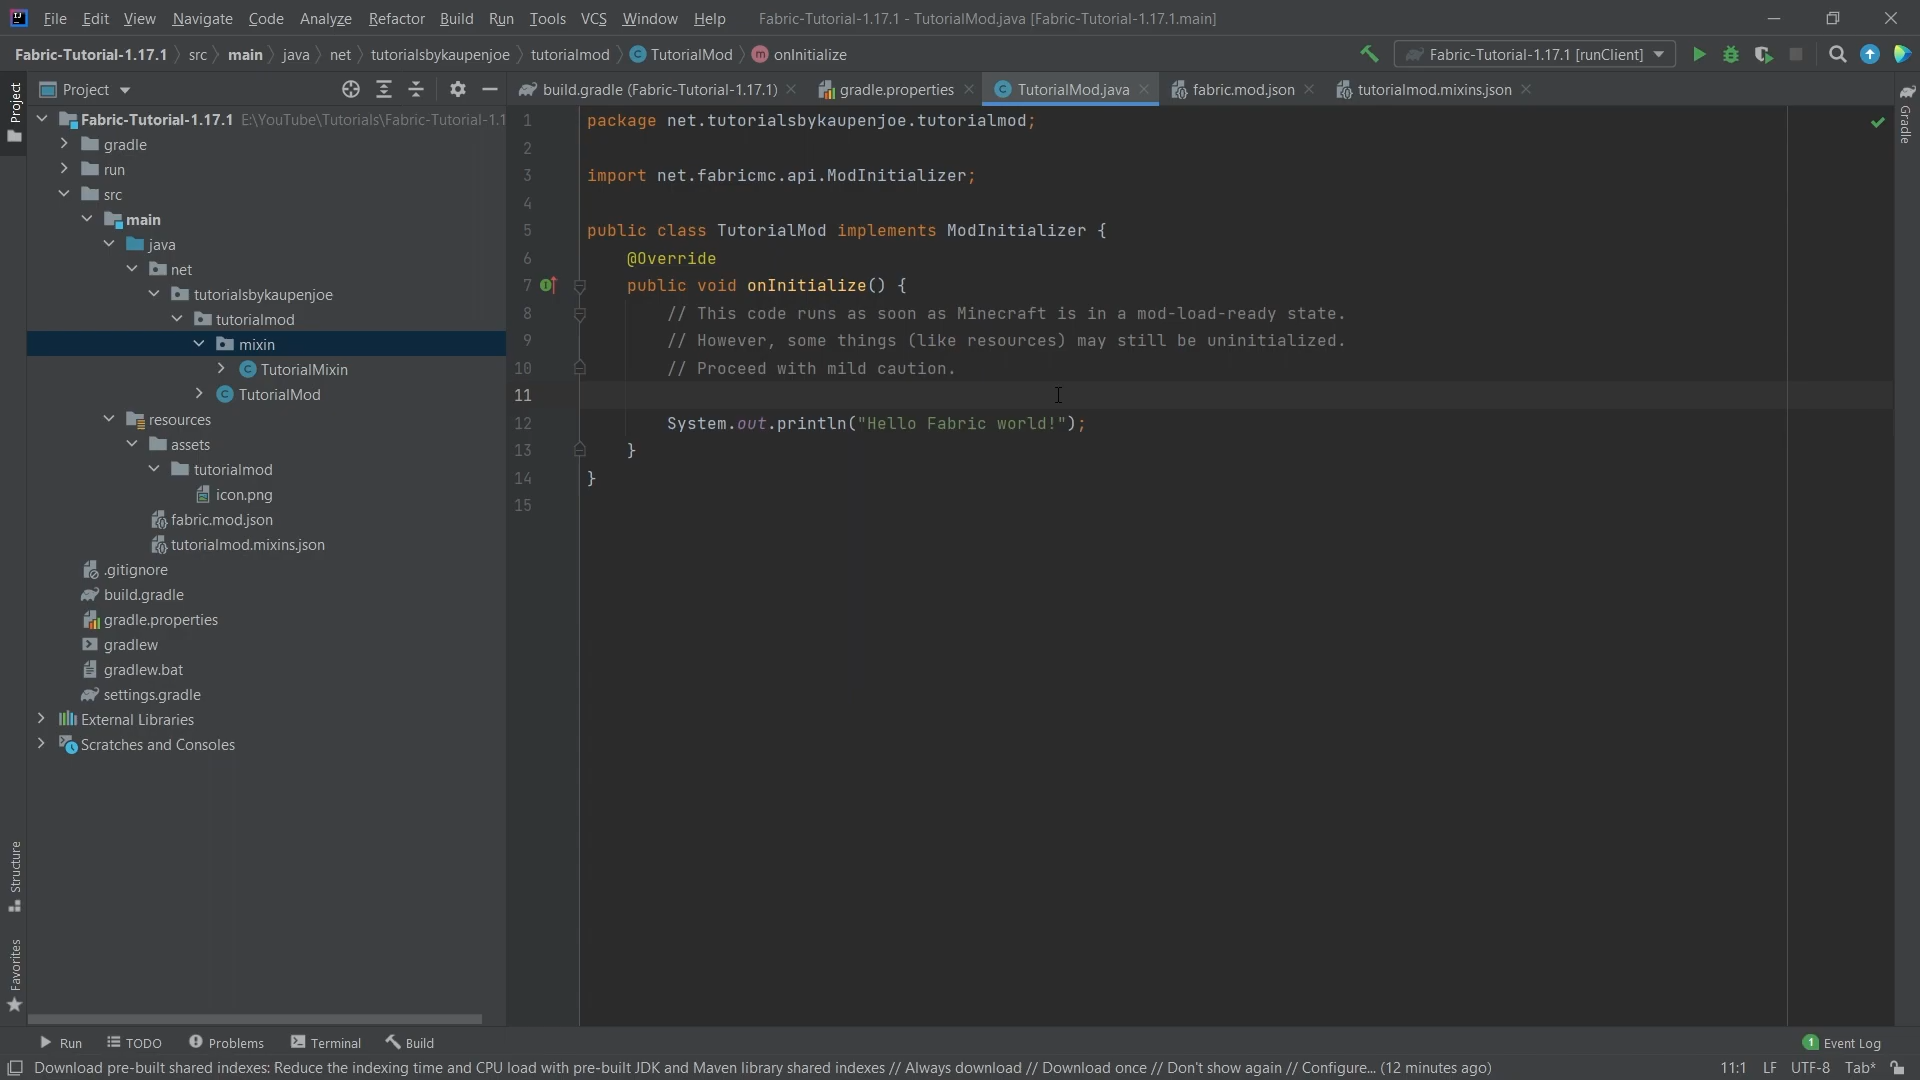 File Edit View Navigate Code Analyze Refactor Build Run Tools VCS Window Help Fabric-Tutorial-1.17.1 - TutorialMod.java [Fabric-Tutorial-1.17.1.main]
Fabric-Tutorial-1.17.1 src main java net tutorialsbykaupenjoe tutorialmod TutorialMod onInitialize Fabric-Tutorial-1.17.1 [runClient]
Project
build.gradle (Fabric-Tutorial-1.17.1) gradle.properties TutorialMod.java fabric.mod.json tutorialmod.mixins.json
Project
Fabric-Tutorial-1.17.1 E:\YouTube\Tutorials\Fabric-Tutorial-1.1
gradle
run
src
main
java
net
tutorialsbykaupenjoe
tutorialmod
mixin
TutorialMixin
TutorialMod
resources
assets
tutorialmod
icon.png
fabric.mod.json
tutorialmod.mixins.json
.gitignore
build.gradle
gradle.properties
gradlew
gradlew.bat
settings.gradle
External Libraries
Scratches and Consoles
Structure
Favorites
1 package net.tutorialsbykaupenjoe.tutorialmod;
2
3 import net.fabricmc.api.ModInitializer;
4
5 public class TutorialMod implements ModInitializer {
6 @Override
7 public void onInitialize() {
8 // This code runs as soon as Minecraft is in a mod-load-ready state.
9 // However, some things (like resources) may still be uninitialized.
10 // Proceed with mild caution.
11
12 System.out.println("Hello Fabric world!");
13 }
14 }
15
Gradle
Run TODO Problems Terminal Build 1 Event Log
Download pre-built shared indexes: Reduce the indexing time and CPU load with pre-built JDK and Maven library shared indexes // Always download // Download once // Don't show again // Configure... (12 minutes ago) 11:1 LF UTF-8 Tab*